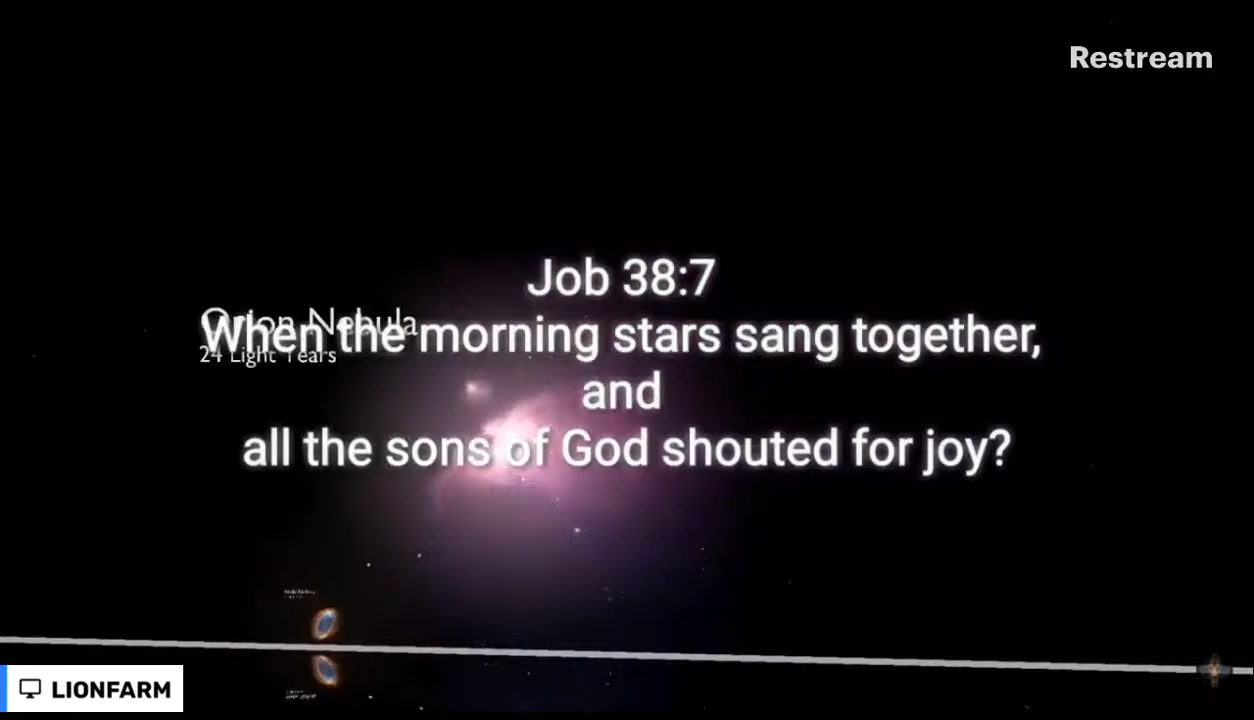 Restream
Job 38:7
Orion Nebula
When the morning stars sang together,
24 Light Years
and
all the sons of God shouted for joy?
LIONFARM